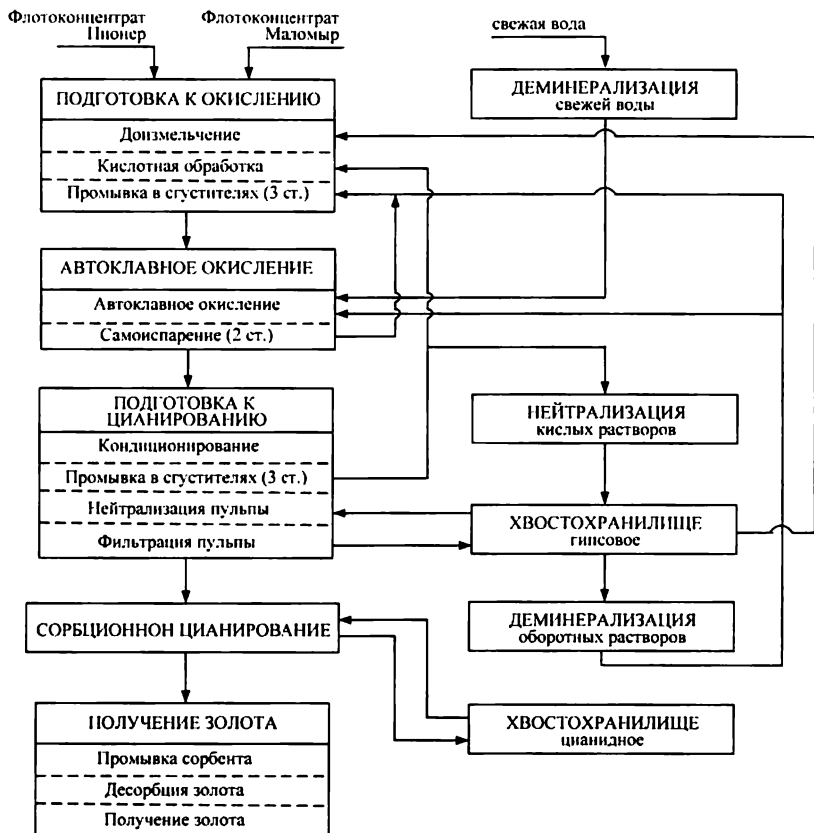 Флотоконцентрат
Пионер
Флотоконцентрат
Маломыр
ПОДГОТОВКА К ОКИСЛЕНИЮ
Доизмельчение
Кислотная обработка
Промывка в сгустителях (3 ст.)
АВТОКЛАВНОЕ ОКИСЛЕНИЕ
Автоклавное окисление
Самоиспарение (2 ст.)
ПОДГОТОВКА К
ЦИАНИРОВАНИЮ
Кондиционирование
Промывка в сгустителях (3 ст.)
Нейтрализация пульпы
Фильтрация пульпы
СОРБЦИОННОН ЦИАНИРОВАНИЕ
ПОЛУЧЕНИЕ ЗОЛОТА
Промывка сорбента
Десорбция золота
Получение золота
свежая вода
ДЕМИНЕРАЛИЗАЦИЯ
свежей воды
НЕЙТРАЛИЗАЦИЯ
кислых растворов
ХВОСТОХРАНИЛИЩЕ
гипсовое
ДЕМИНЕРАЛИЗАЦИЯ
оборотных растворов
ХВОСТОХРАНИЛИЩЕ
цианидное